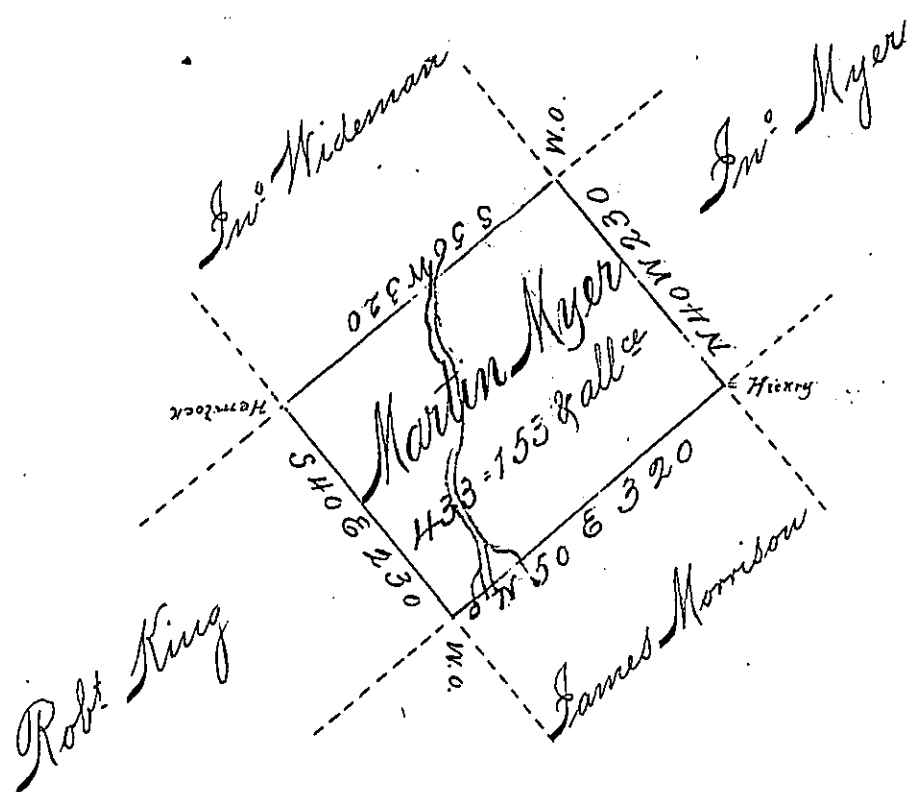 Jnº Wideman
Jnº Myer
W.O.
S 50 W 320
N 40 W 230
Martin Myer
433=153 & all ce
Hemlock
Hickry
S 40 E 230
N 50 E 320
W.O.
James Morrison
Robt King